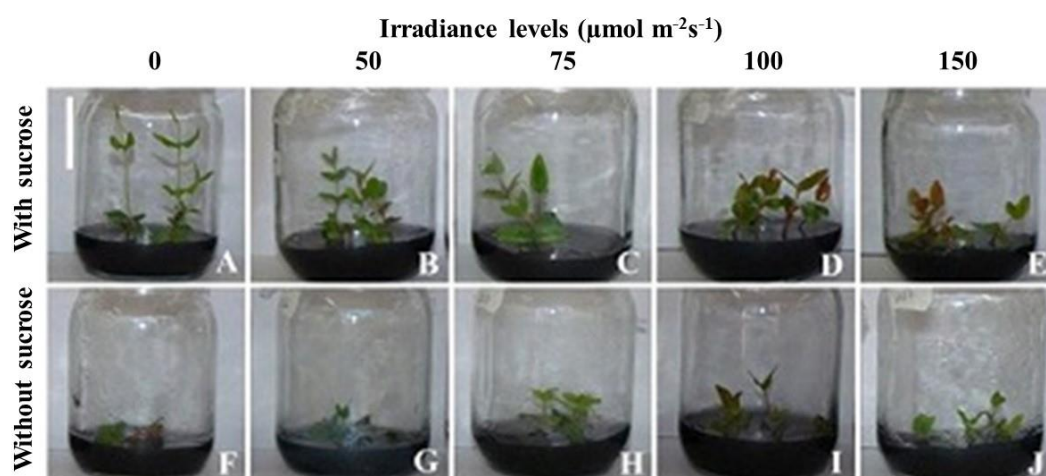 Irradiance levels (µmol m-2s-1)
0 50 75 100 150
With sucrose
A B C D E
Without sucrose
F G H I J